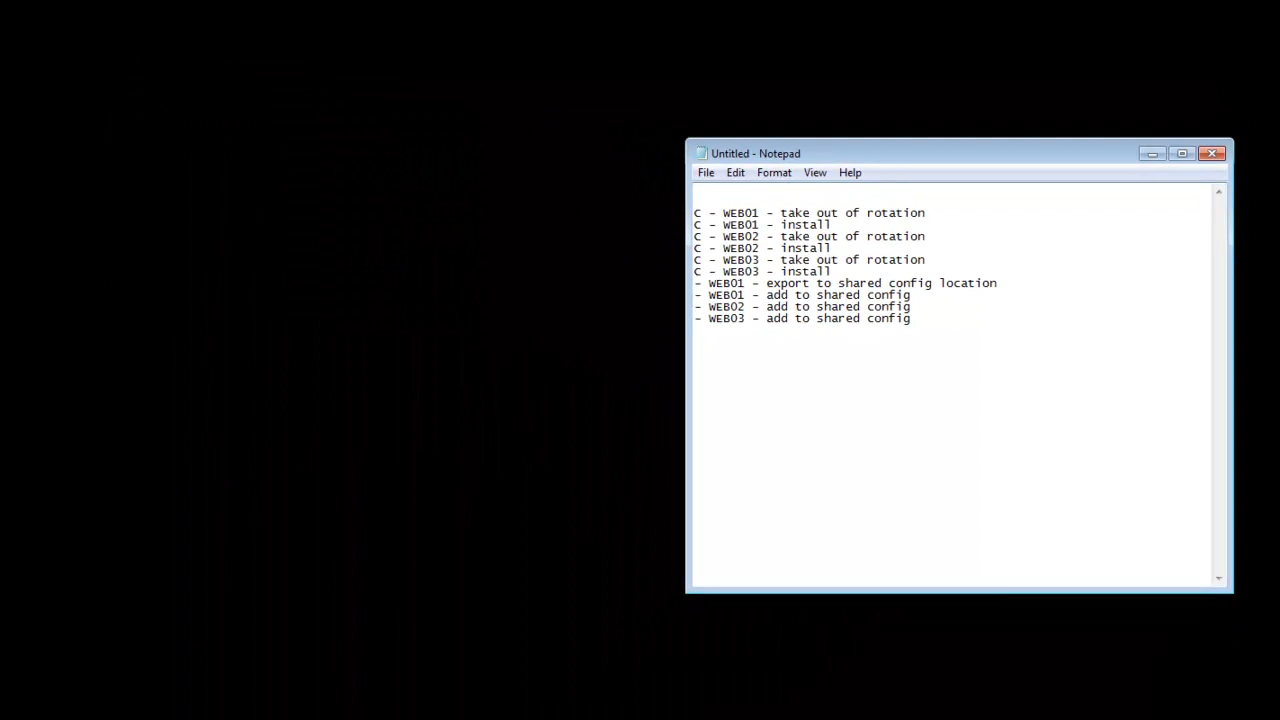 Untitled - Notepad
File Edit Format View Help
C - WEB01 - take out of rotation
C - WEB01 - install
C - WEB02 - take out of rotation
C - WEB02 - install
C - WEB03 - take out of rotation
C - WEB03 - install
- WEB01 - export to shared config location
- WEB01 - add to shared config
- WEB02 - add to shared config
- WEB03 - add to shared config